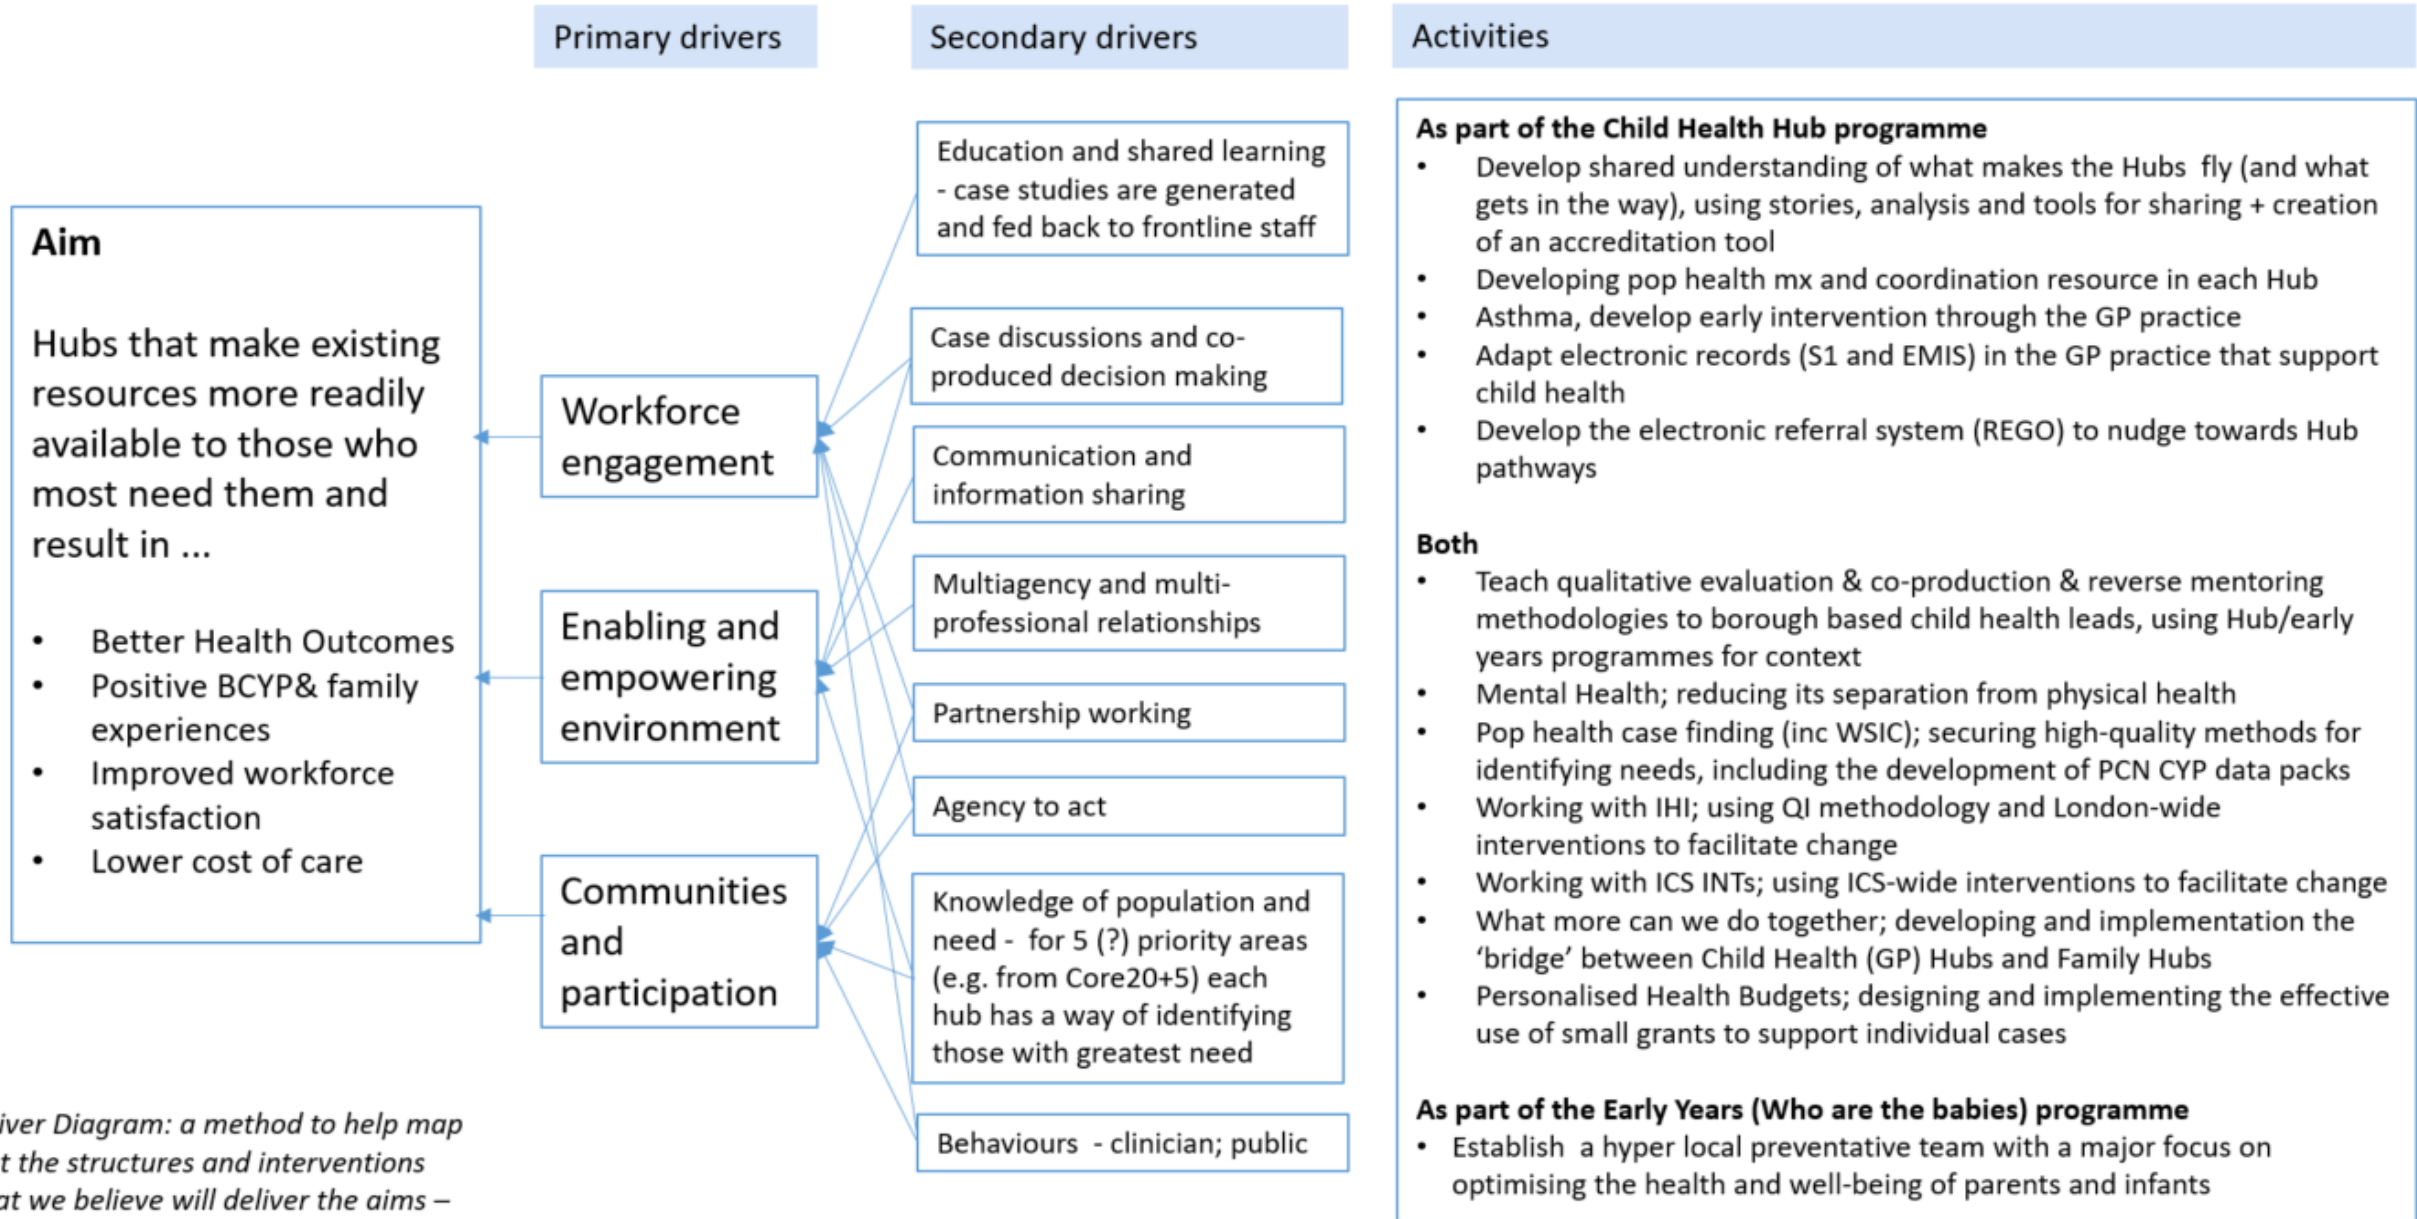 Primary drivers
Secondary drivers
Activities
Aim
Hubs that make existing
resources more readily
available to those who
most need them and
result in ...
• Better Health Outcomes
• Positive BCYP& family
experiences
• Improved workforce
satisfaction
• Lower cost of care
Workforce
engagement
Enabling and
empowering
environment
Communities
and
participation
Education and shared learning
- case studies are generated
and fed back to frontline staff
Case discussions and co-
produced decision making
Communication and
information sharing
Multiagency and multi-
professional relationships
Partnership working
Agency to act
Knowledge of population and
need - for 5 (?) priority areas
(e.g. from Core20+5) each
hub has a way of identifying
those with greatest need
Behaviours - clinician; public
As part of the Child Health Hub programme
• Develop shared understanding of what makes the Hubs fly (and what
gets in the way), using stories, analysis and tools for sharing + creation
of an accreditation tool
• Developing pop health mx and coordination resource in each Hub
• Asthma, develop early intervention through the GP practice
• Adapt electronic records (S1 and EMIS) in the GP practice that support
child health
• Develop the electronic referral system (REGO) to nudge towards Hub
pathways
Both
• Teach qualitative evaluation & co-production & reverse mentoring
methodologies to borough based child health leads, using Hub/early
years programmes for context
• Mental Health; reducing its separation from physical health
• Pop health case finding (inc WSIC); securing high-quality methods for
identifying needs, including the development of PCN CYP data packs
• Working with IHI; using QI methodology and London-wide
interventions to facilitate change
• Working with ICS INTs; using ICS-wide interventions to facilitate change
• What more can we do together; developing and implementation the
‘bridge’ between Child Health (GP) Hubs and Family Hubs
• Personalised Health Budgets; designing and implementing the effective
use of small grants to support individual cases
As part of the Early Years (Who are the babies) programme
• Establish a hyper local preventative team with a major focus on
optimising the health and well-being of parents and infants
Diagram: a method to help map
the structures and interventions
we believe will deliver the aims –